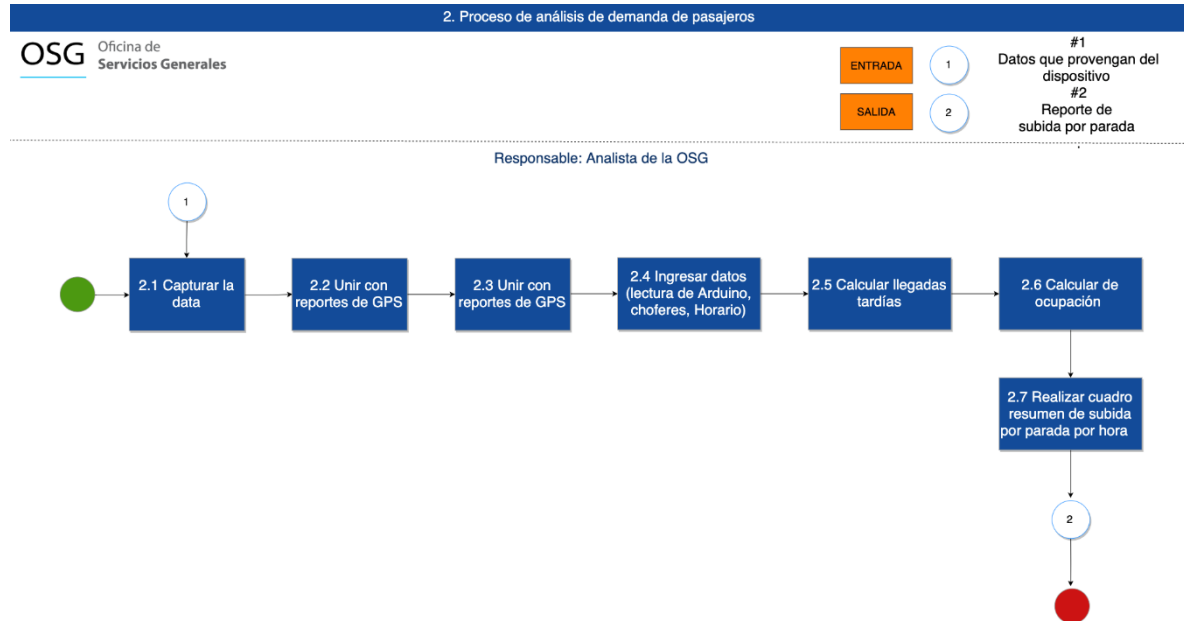 2. Proceso de análisis de demanda de pasajeros
OSG
Oficina de
Servicios Generales
ENTRADA
1
#1
Datos que provengan del
dispositivo
SALIDA
2
#2
Reporte de
subida por parada
Responsable: Analista de la OSG
1
2.1 Capturar la
data
2.2 Unir con
reportes de GPS
2.3 Unir con
reportes de GPS
2.4 Ingresar datos
(lectura de Arduino,
choferes, Horario)
2.5 Calcular llegadas
tardías
2.6 Calcular de
ocupación
2.7 Realizar cuadro
resumen de subida
por parada por hora
2